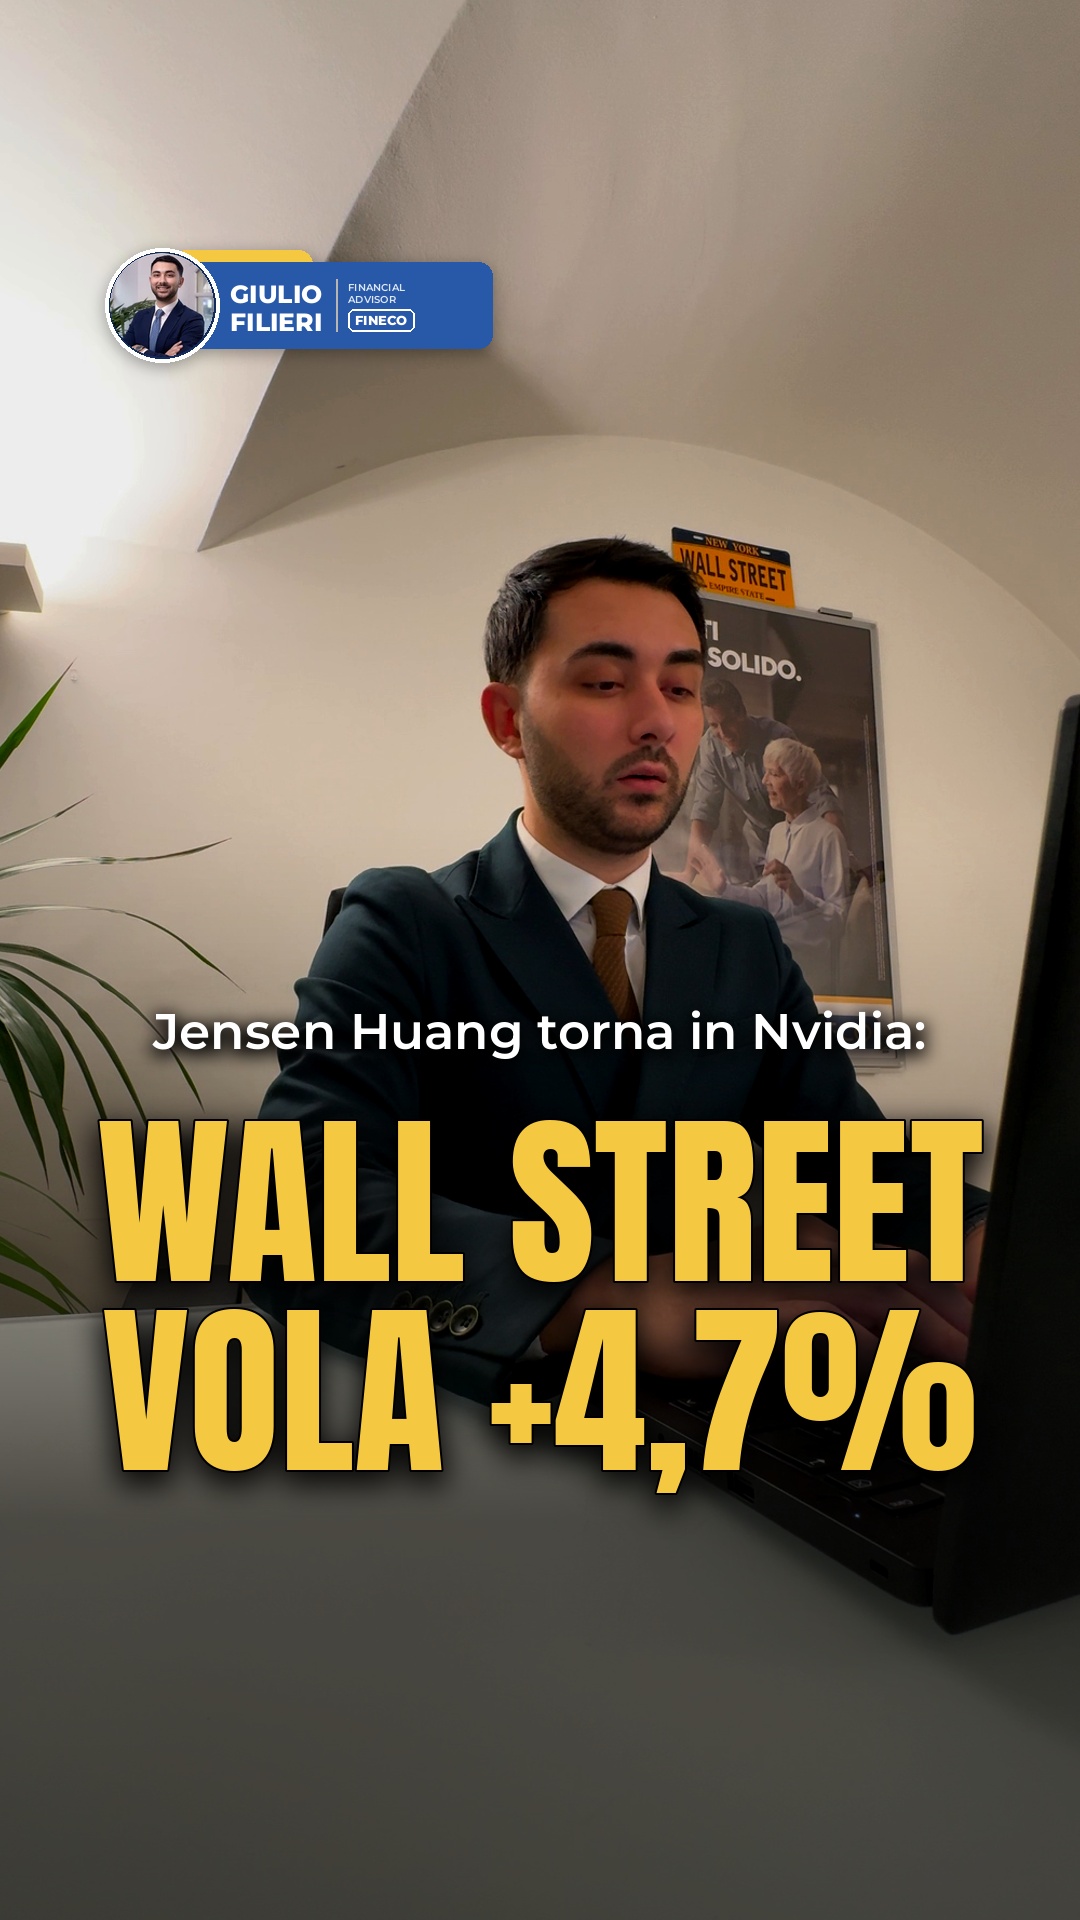 GIULIO
FILIERI
FINANCIAL
ADVISOR
FINECO
NEW YORK
WALL STREET
EMPIRE STATE
TI
SOLIDO.
Jensen Huang torna in Nvidia:
WALL STREET
VOLA +4,7%